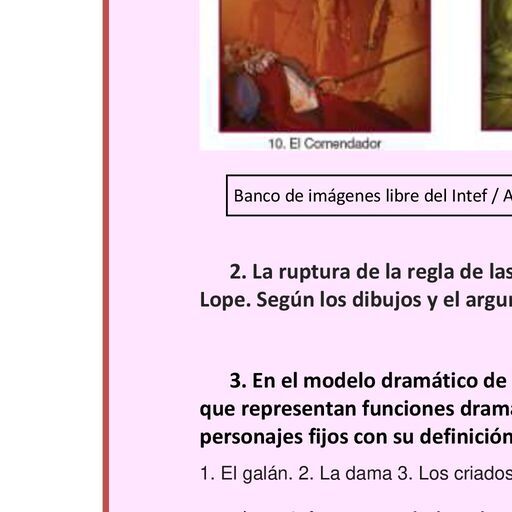 10. El Comendador
Banco de imágenes libre del Intef / A
2. La ruptura de la regla de las
Lope. Según los dibujos y el argu
3. En el modelo dramático de
que representan funciones dram
personajes fijos con su definición
1. El galán. 2. La dama 3. Los criados